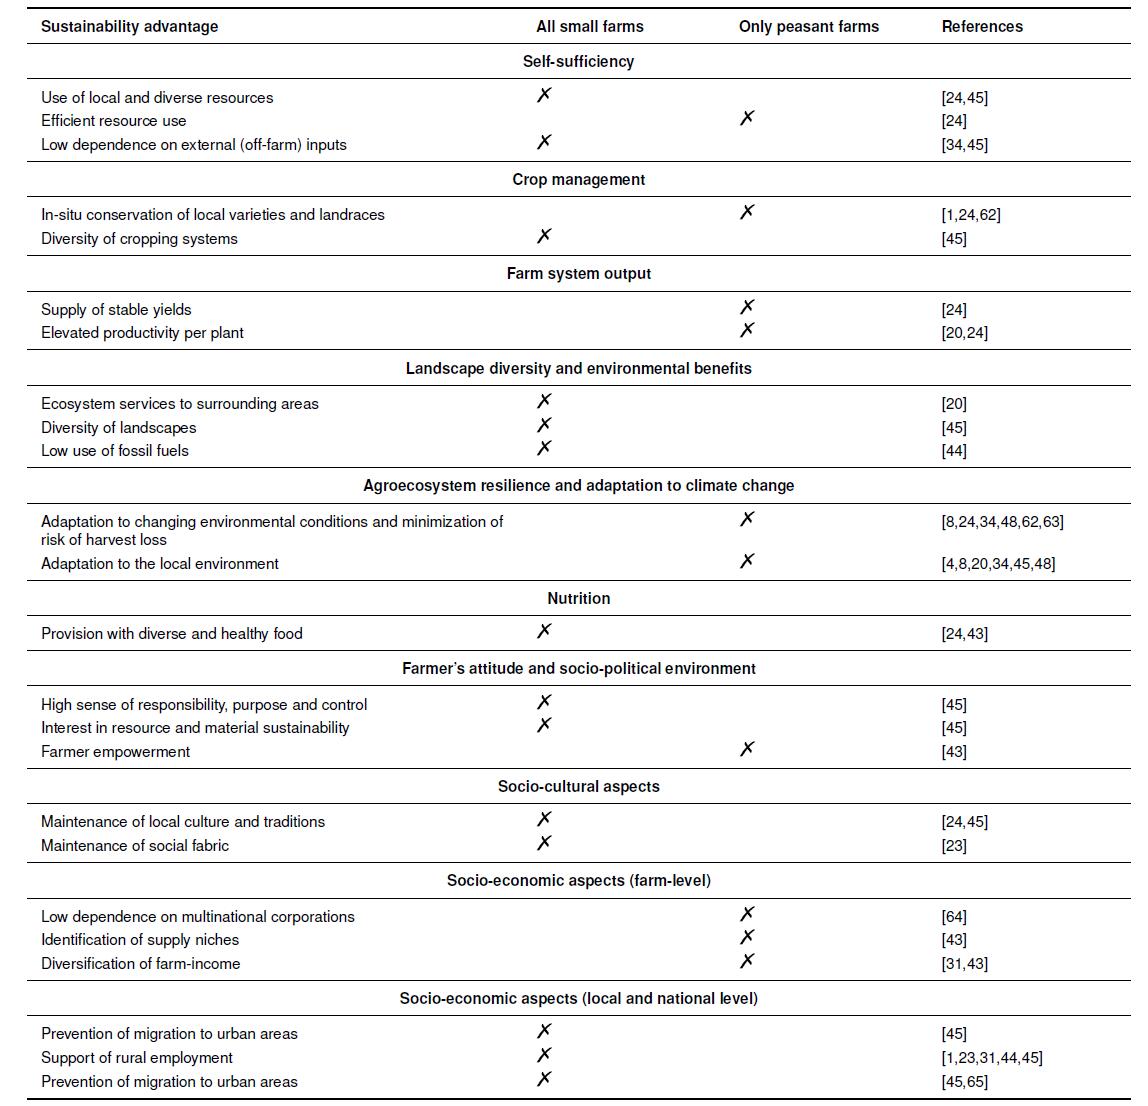 Sustainability advantage All small farms Only peasant farms References
Self-sufficiency
Use of local and diverse resources ✗ [24,45]
Efficient resource use ✗ [24]
Low dependence on external (off-farm) inputs ✗ [34,45]
Crop management
In-situ conservation of local varieties and landraces ✗ [1,24,62]
Diversity of cropping systems ✗ [45]
Farm system output
Supply of stable yields ✗ [24]
Elevated productivity per plant ✗ [20,24]
Landscape diversity and environmental benefits
Ecosystem services to surrounding areas ✗ [20]
Diversity of landscapes ✗ [45]
Low use of fossil fuels ✗ [44]
Agroecosystem resilience and adaptation to climate change
Adaptation to changing environmental conditions and minimization of ✗ [8,24,34,48,62,63]
risk of harvest loss
Adaptation to the local environment ✗ [4,8,20,34,45,48]
Nutrition
Provision with diverse and healthy food ✗ [24,43]
Farmer's attitude and socio-political environment
High sense of responsibility, purpose and control ✗ [45]
Interest in resource and material sustainability ✗ [45]
Farmer empowerment ✗ [43]
Socio-cultural aspects
Maintenance of local culture and traditions ✗ [24,45]
Maintenance of social fabric ✗ [23]
Socio-economic aspects (farm-level)
Low dependence on multinational corporations ✗ [64]
Identification of supply niches ✗ [43]
Diversification of farm-income ✗ [31,43]
Socio-economic aspects (local and national level)
Prevention of migration to urban areas ✗ [45]
Support of rural employment ✗ [1,23,31,44,45]
Prevention of migration to urban areas ✗ [45,65]